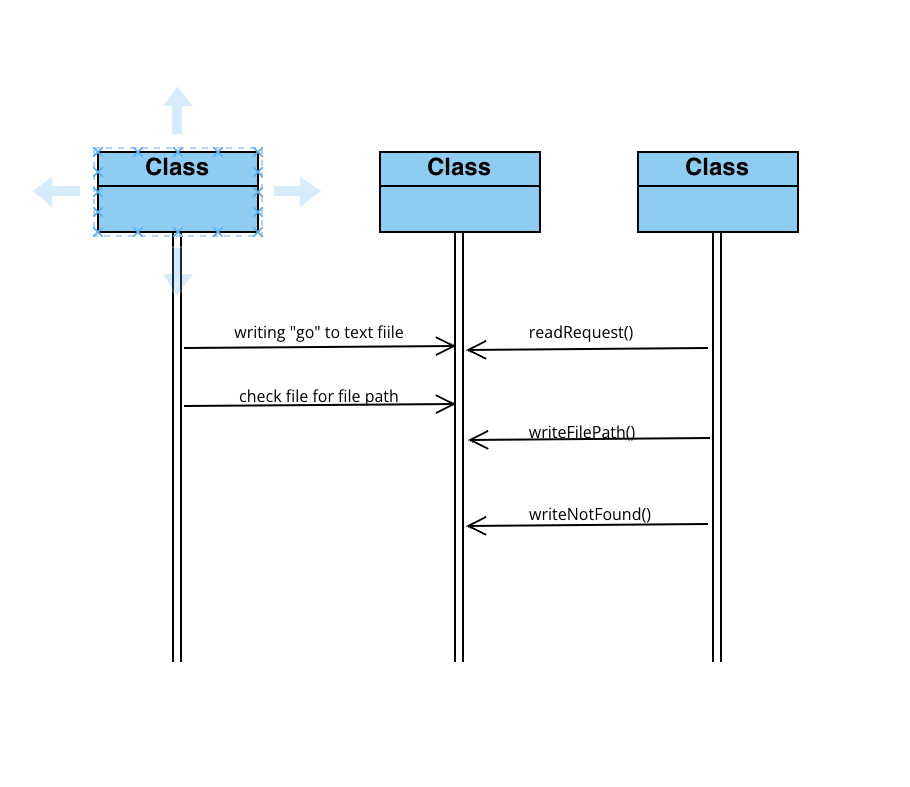 Class
Class
Class
writing "go" to text fiile
readRequest()
check file for file path
writeFilePath()
writeNotFound()